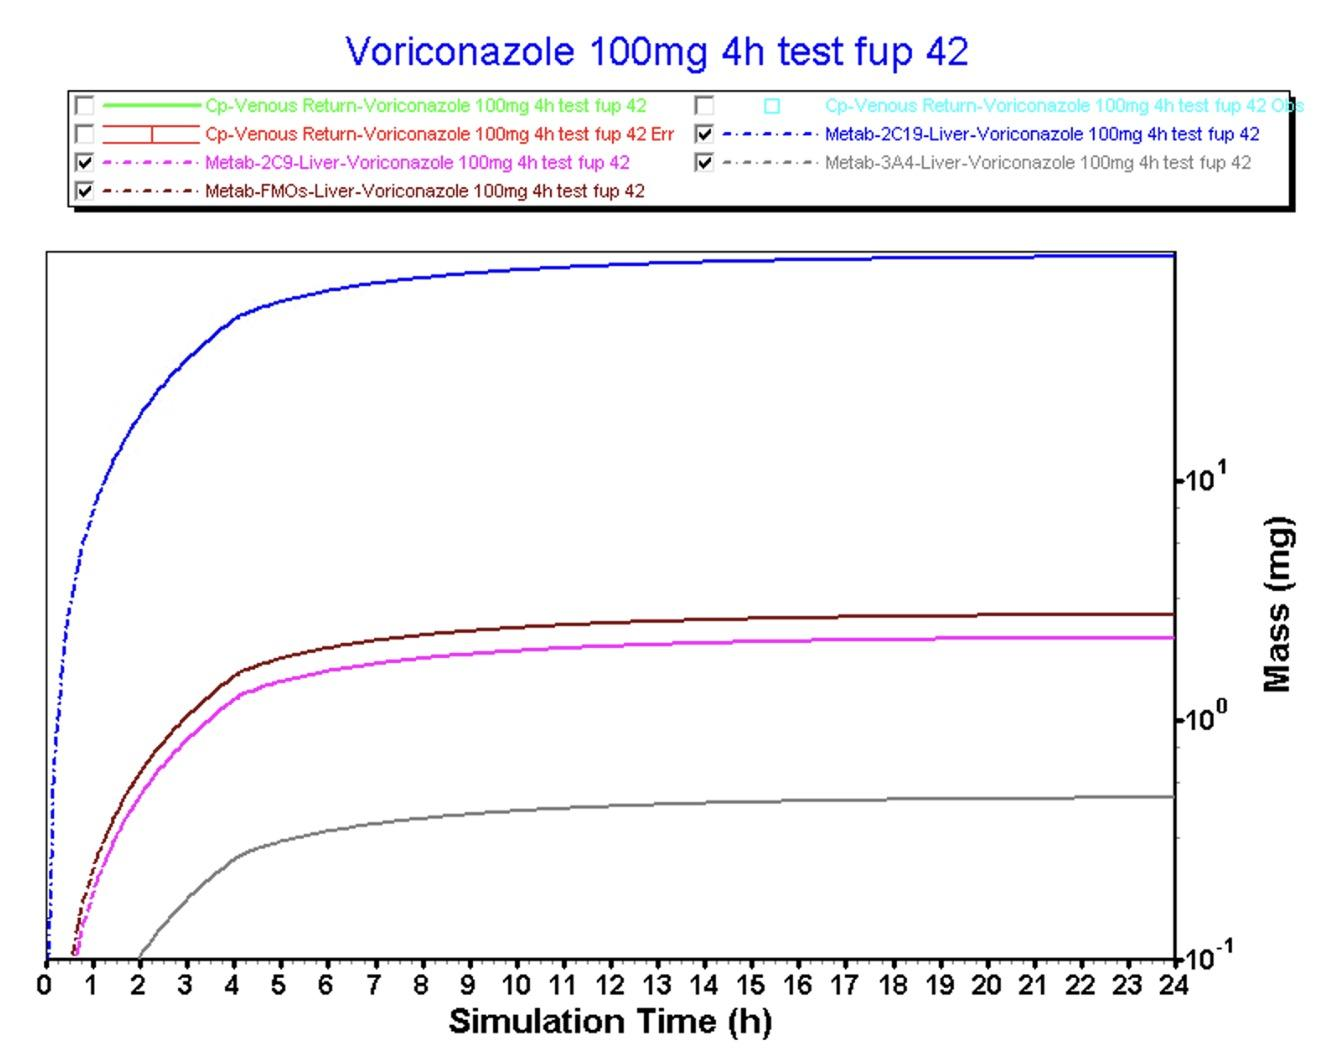 Voriconazole 100mg 4h test fup 42
Cp-Venous Return-Voriconazole 100mg 4h test fup 42
Cp-Venous Return-Voriconazole 100mg 4h test fup 42 Obs
Cp-Venous Return-Voriconazole 100mg 4h test fup 42 Err
Metab-2C19-Liver-Voriconazole 100mg 4h test fup 42
Metab-2C9-Liver-Voriconazole 100mg 4h test fup 42
Metab-3A4-Liver-Voriconazole 100mg 4h test fup 42
Metab-FMOs-Liver-Voriconazole 100mg 4h test fup 42
10¹
10⁰
10⁻¹
Mass (mg)
0 1 2 3 4 5 6 7 8 9 10 11 12 13 14 15 16 17 18 19 20 21 22 23 24
Simulation Time (h)